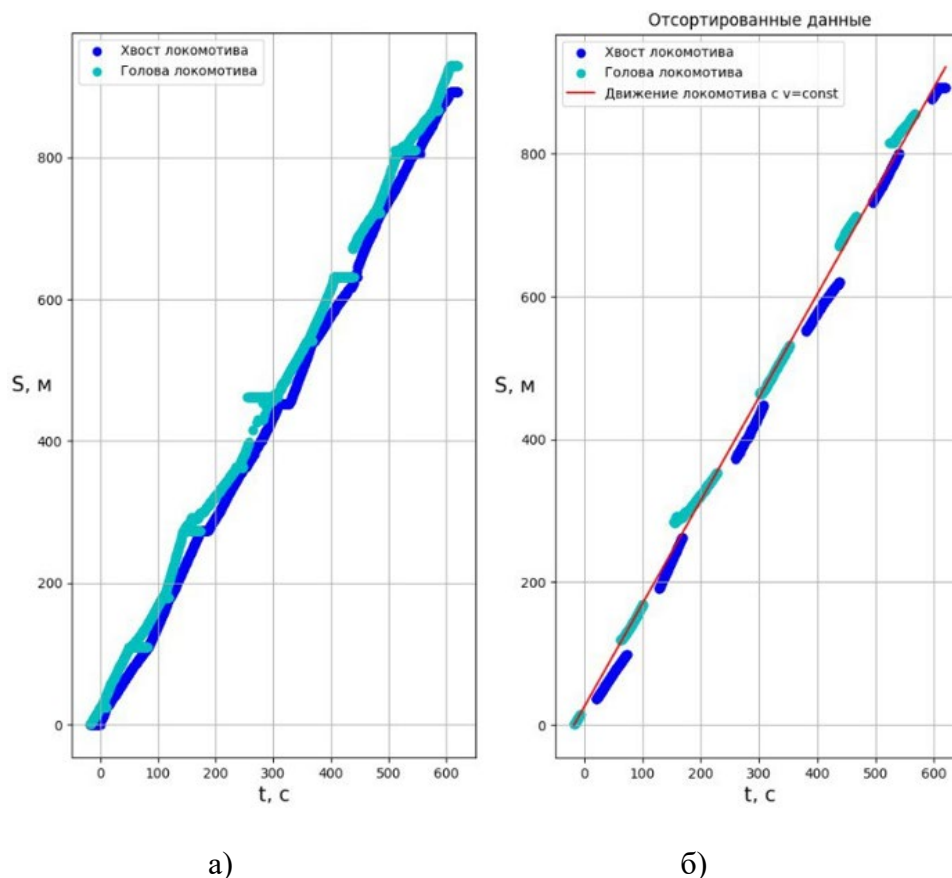 Хвост локомотива
Голова локомотива
800
600
400
200
0
S, м
0 100 200 300 400 500 600
t, с
а)
Отсортированные данные
Хвост локомотива
Голова локомотива
Движение локомотива с v=const
800
600
400
200
0
S, м
0 100 200 300 400 500 600
t, с
б)